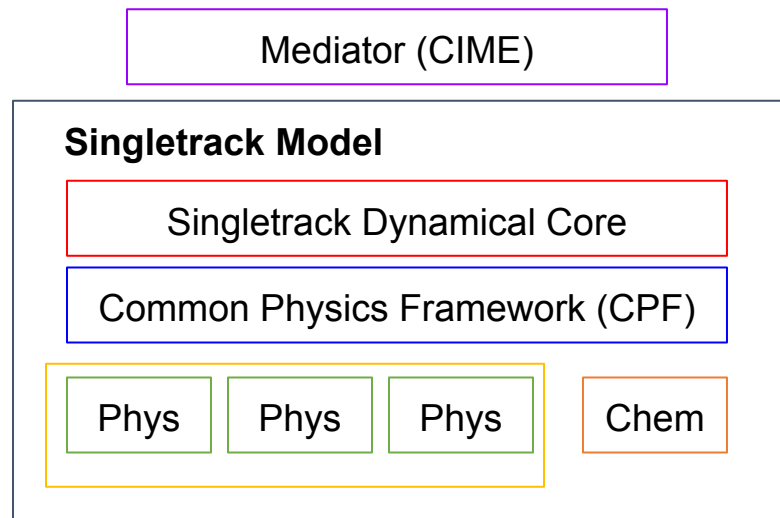 Mediator (CIME)
Singletrack Model
Singletrack Dynamical Core
Common Physics Framework (CPF)
Phys Phys Phys Chem